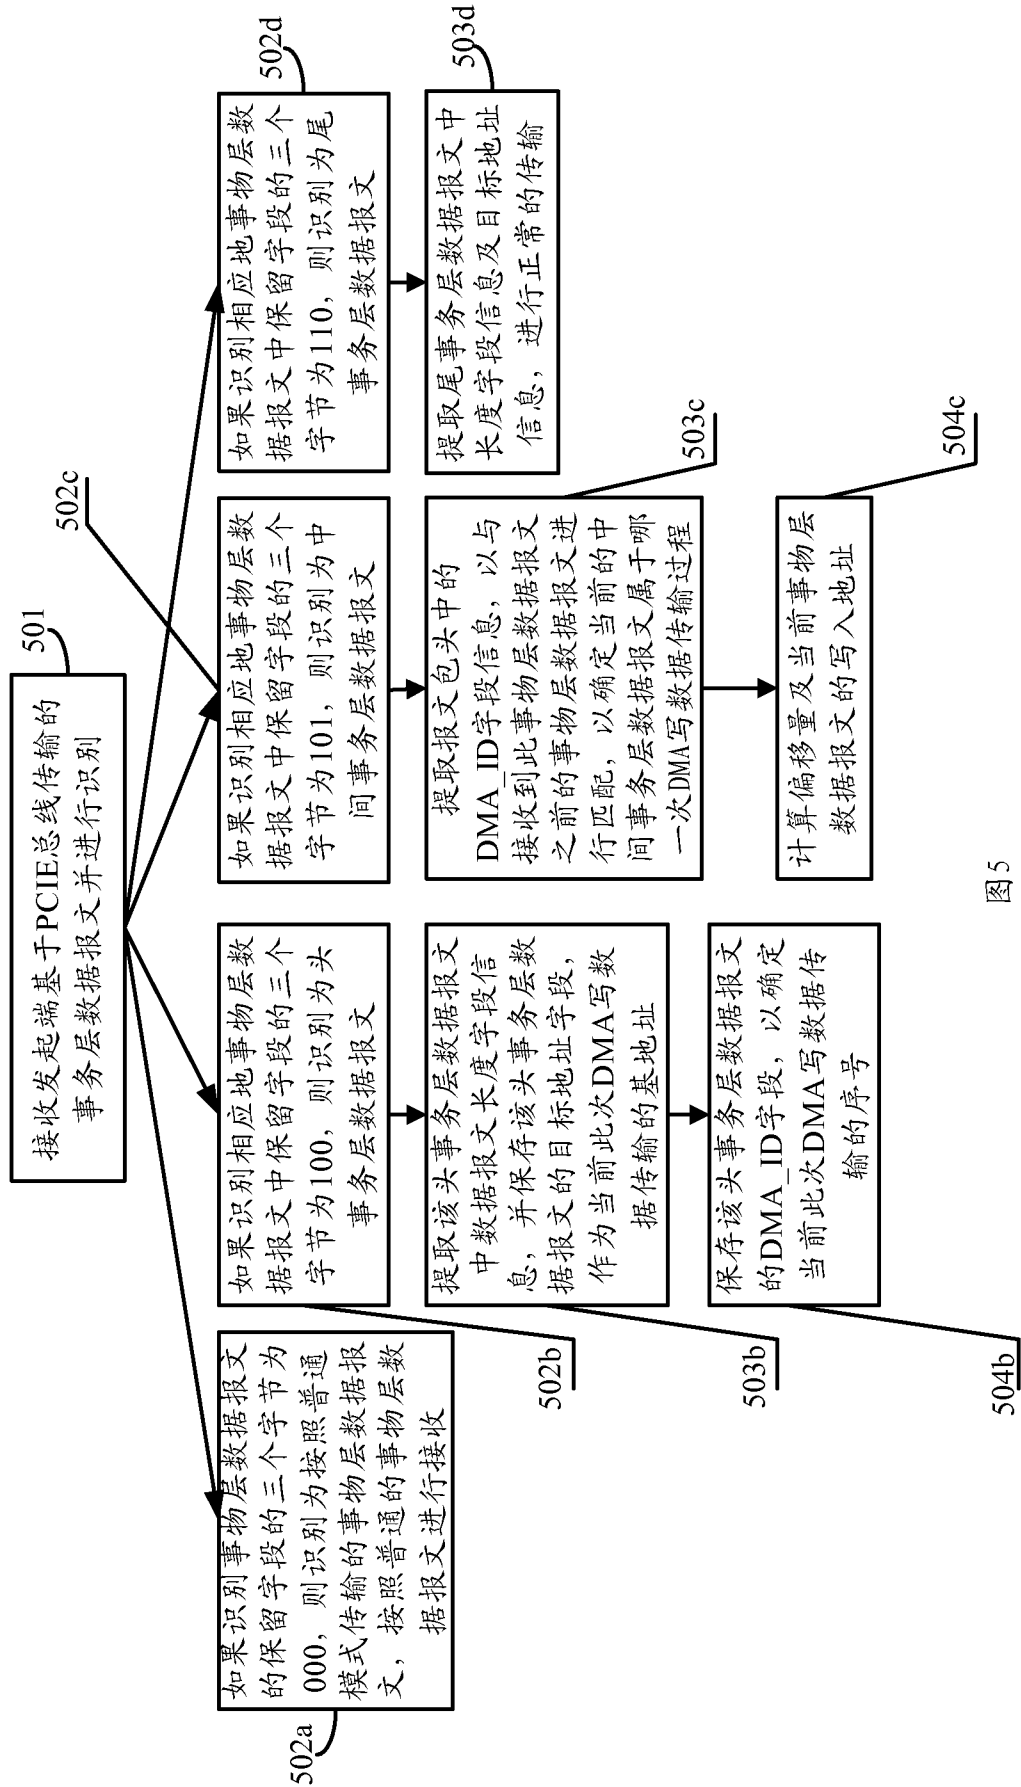 501
接收发起端基于PCIE总线传输的
事务层数据报文并进行识别
502a
如果识别事物层数据报文
的保留字段的三个字节为
000，则识别为按照普通
模式传输的事物层数据报
文，按照普通的事物层数
据报文进行接收
502b
如果识别相应地事物层数
据报文中保留字段的三个
字节为100，则识别为头
事务层数据报文
503b
提取该头事务层数据报文
中数据报文长度字段信
息，并保存该头事务层数
据报文的目标地址字段，
作为当前此次DMA写数
据传输的基地址
504b
保存该头事务层数据报文
的DMA_ID字段，以确定
当前此次DMA写数据传
输的序号
502c
如果识别相应地事物层数
据报文中保留字段的三个
字节为101，则识别为中
间事务层数据报文
503c
提取报文包头中的
DMA_ID字段信息，以与
接收到此事物层数据报文
之前的事物层数据报文进
行匹配，以确定当前的中
间事务层数据报文属于哪
一次DMA写数据传输过程
504c
计算偏移量及当前事物层
数据报文的写入地址
502d
如果识别相应地事物层数
据报文中保留字段的三个
字节为110，则识别为尾
事务层数据报文
503d
提取尾事务层数据报文中
长度字段信息及目标地址
信息，进行正常的传输
图5